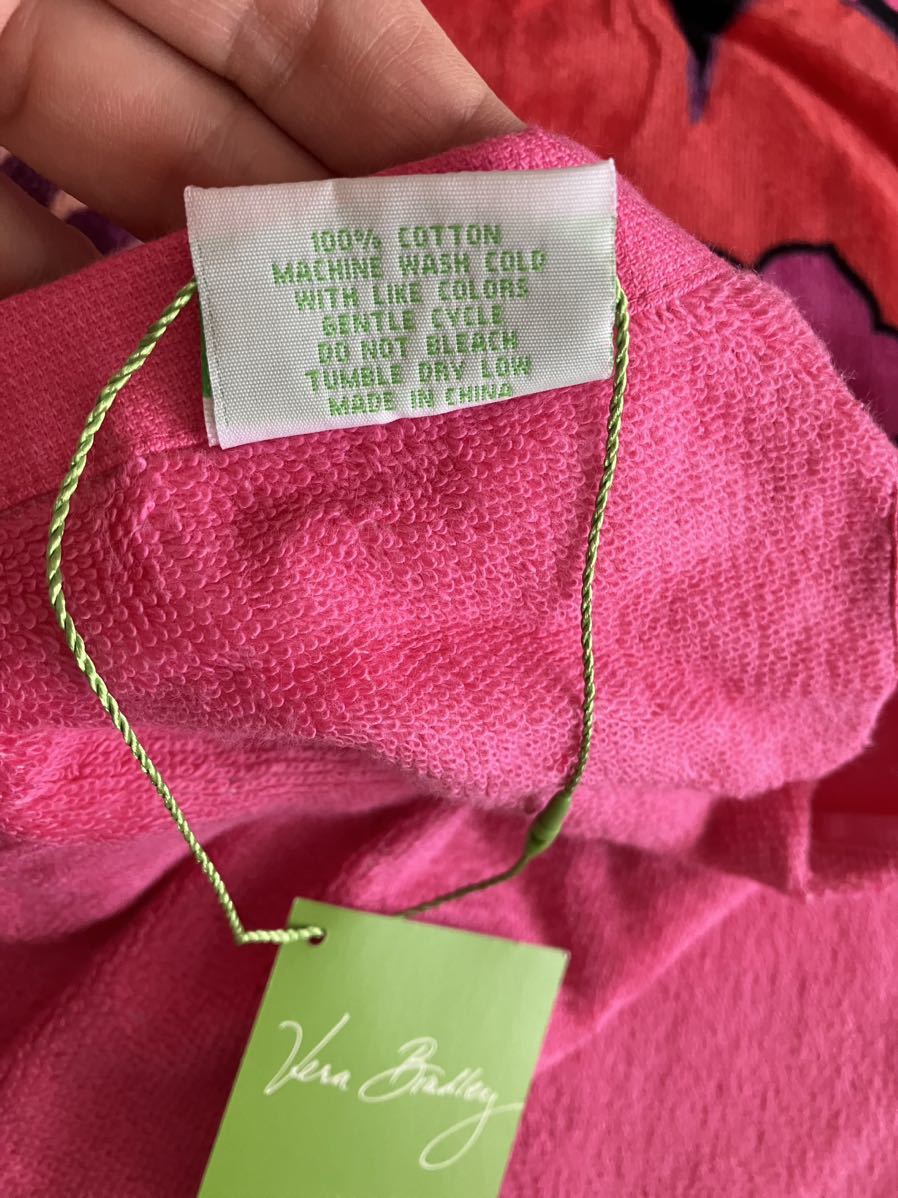 100% COTTON
MACHINE WASH COLD
WITH LIKE COLORS
GENTLE CYCLE
DO NOT BLEACH
TUMBLE DRY LOW
MADE IN CHINA
Vera Bradley